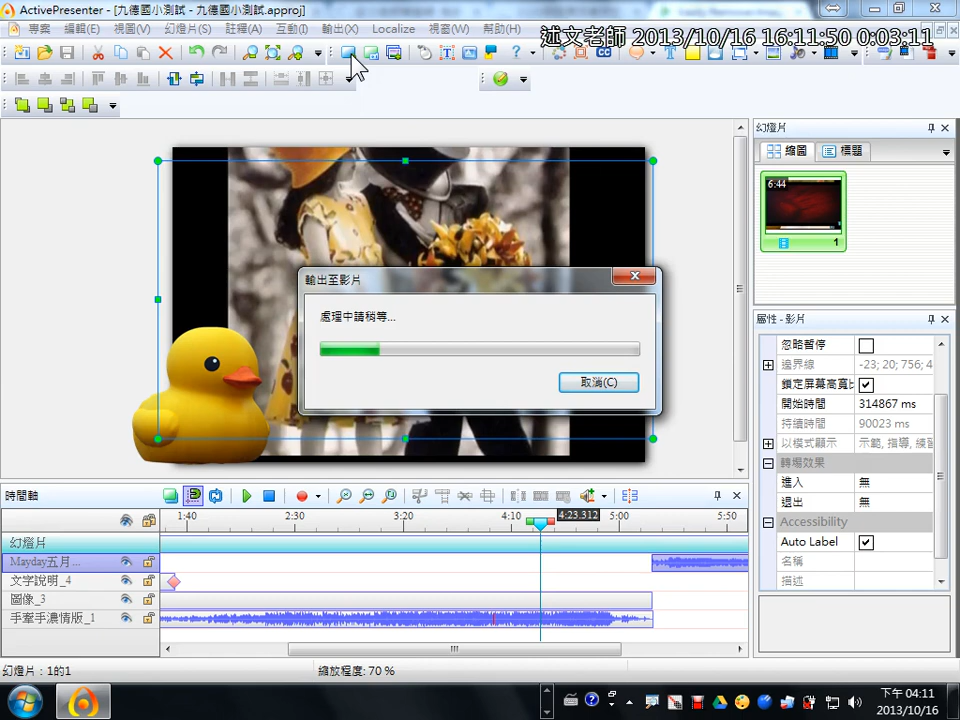 ActivePresenter - [九德國小測試 - 九德國小測試.approj]
專案 編輯(E) 視圖(V) 幻燈片(S) 註釋(A) 互動(I) 輸出(X) Localize 視窗(W) 幫助(H)
述文老師 2013/10/16 16:11:50 0:03:11
幻燈片
縮圖 標題
6:44
1
輸出至影片
處理中請稍等...
取消(C)
屬性 - 影片
忽略暫停
邊界線 -23; 20; 756; 4
鎖定屏幕高寬比
開始時間 314867 ms
持續時間 90023 ms
以模式顯示 示範, 指導, 練習
轉場效果
進入 無
退出 無
Accessibility
Auto Label
名稱
描述
時間軸
1:40 2:30 3:20 4:10 4:23.312 5:00 5:50
幻燈片
Mayday五月...
文字說明_4
圖像_3
手牽手濃情版_1
幻燈片：1的1 縮放程度: 70 %
下午 04:11
2013/10/16